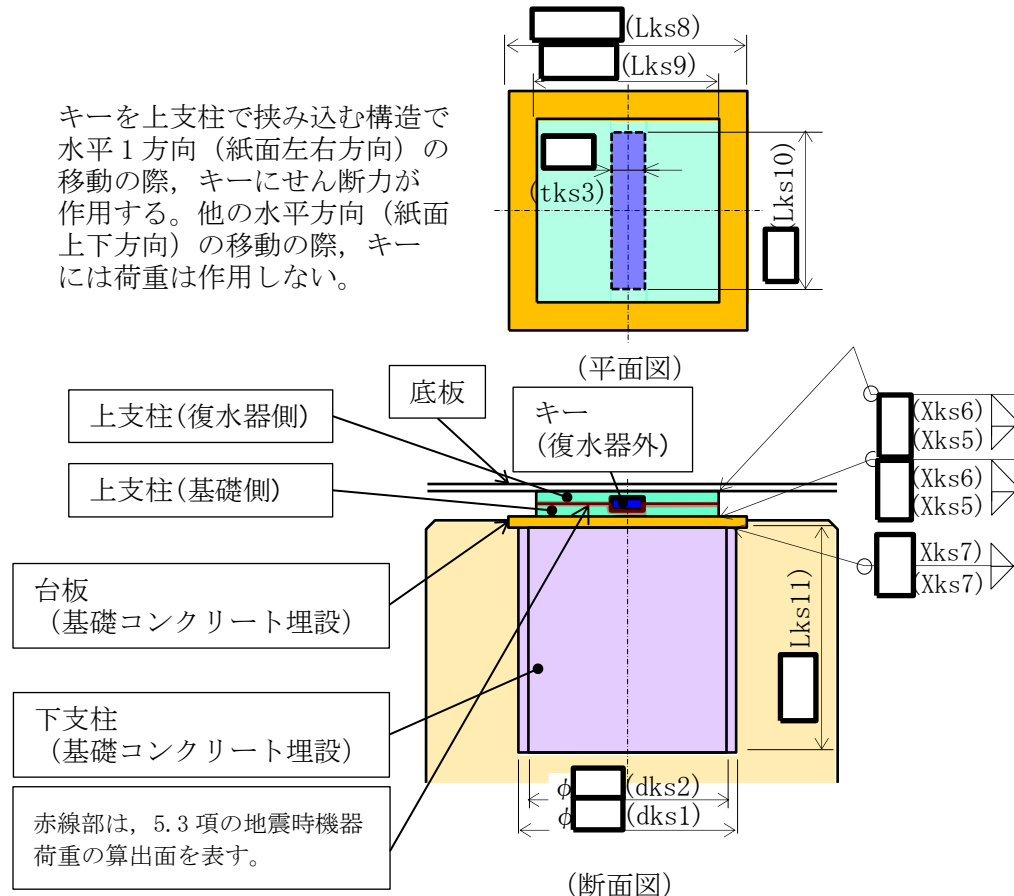 (Lks8)
(Lks9)
キーを上支柱で挟み込む構造で
水平1方向（紙面左右方向）の
移動の際，キーにせん断力が
作用する。他の水平方向（紙面
上下方向）の移動の際，キー
には荷重は作用しない。
(tks3)
(Lks10)
(平面図)
底板
キー
(復水器外)
上支柱(復水器側)
上支柱(基礎側)
(Xks6)
(Xks5)
(Xks6)
(Xks5)
Xks7)
(Xks7)
台板
（基礎コンクリート埋設）
Lks11)
下支柱
（基礎コンクリート埋設）
φ (dks2)
φ (dks1)
赤線部は，5.3 項の地震時機器
荷重の算出面を表す。
(断面図)